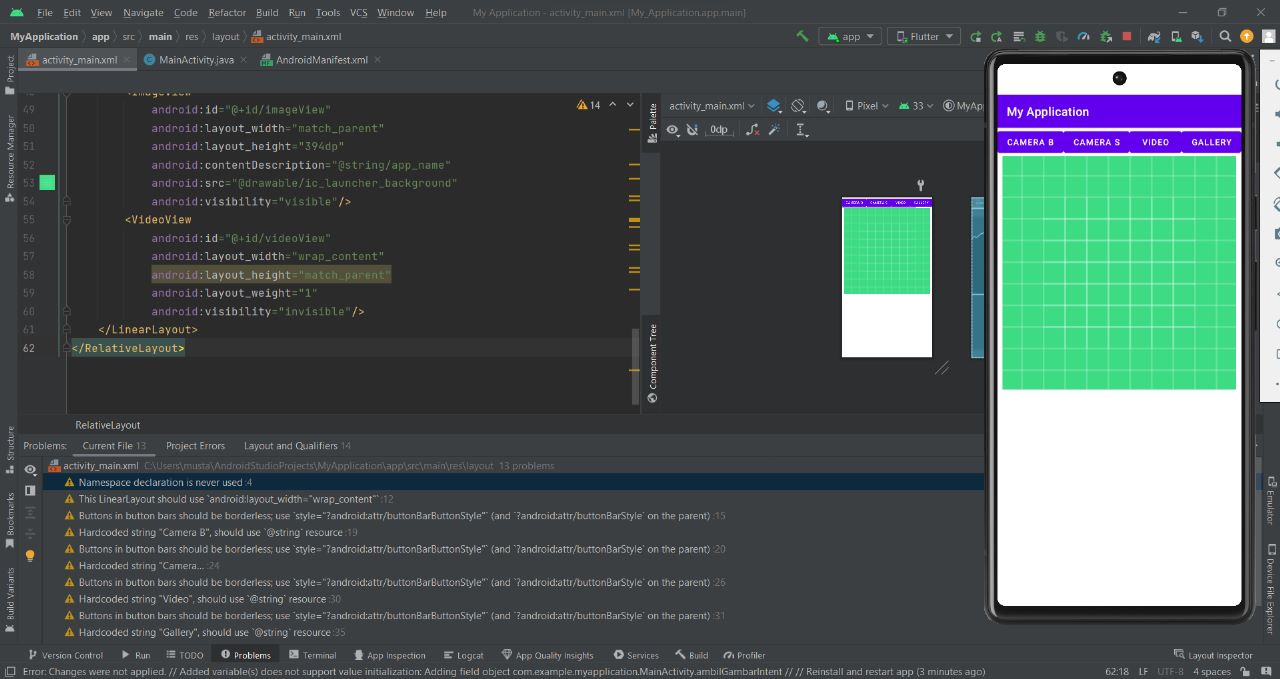 File Edit View Navigate Code Refactor Build Run Tools VCS Window Help My Application - activity_main.xml [My_Application.app.main]
MyApplication app src main res layout activity_main.xml app Flutter
activity_main.xml MainActivity.java AndroidManifest.xml
Project
Resource Manager
Structure
Bookmarks
Build Variants
<ImageView
49 android:id="@+id/imageView"
50 android:layout_width="match_parent"
51 android:layout_height="394dp"
52 android:contentDescription="@string/app_name"
53 android:src="@drawable/ic_launcher_background"
54 android:visibility="visible"/>
55 <VideoView
56 android:id="@+id/videoView"
57 android:layout_width="wrap_content"
58 android:layout_height="match_parent"
59 android:layout_weight="1"
60 android:visibility="invisible"/>
61 </LinearLayout>
62 </RelativeLayout>
14
RelativeLayout
Palette
Component Tree
activity_main.xml Pixel 33 MyAp
0dp
CAMERA B CAMERA S VIDEO GALLERY
My Application
CAMERA B CAMERA S VIDEO GALLERY
Problems: Current File 13 Project Errors Layout and Qualifiers 14
activity_main.xml C:\Users\musta\AndroidStudioProjects\MyApplication\app\src\main\res\layout 13 problems
Namespace declaration is never used :4
This LinearLayout should use `android:layout_width="wrap_content"` :12
Buttons in button bars should be borderless; use `style="?android:attr/buttonBarButtonStyle"` (and `?android:attr/buttonBarStyle` on the parent) :15
Hardcoded string "Camera B", should use `@string` resource :19
Buttons in button bars should be borderless; use `style="?android:attr/buttonBarButtonStyle"` (and `?android:attr/buttonBarStyle` on the parent) :20
Hardcoded string "Camera... :24
Buttons in button bars should be borderless; use `style="?android:attr/buttonBarButtonStyle"` (and `?android:attr/buttonBarStyle` on the parent) :26
Hardcoded string "Video", should use `@string` resource :30
Buttons in button bars should be borderless; use `style="?android:attr/buttonBarButtonStyle"` (and `?android:attr/buttonBarStyle` on the parent) :31
Hardcoded string "Gallery", should use `@string` resource :35
Emulator
Device File Explorer
Version Control Run TODO Problems Terminal App Inspection Logcat App Quality Insights Services Build Profiler Layout Inspector
Error: Changes were not applied. // Added variable(s) does not support value initialization: Adding field object com.example.myapplication.MainActivity.ambilGambarIntent // // Reinstall and restart app (3 minutes ago) 62:18 LF UTF-8 4 spaces